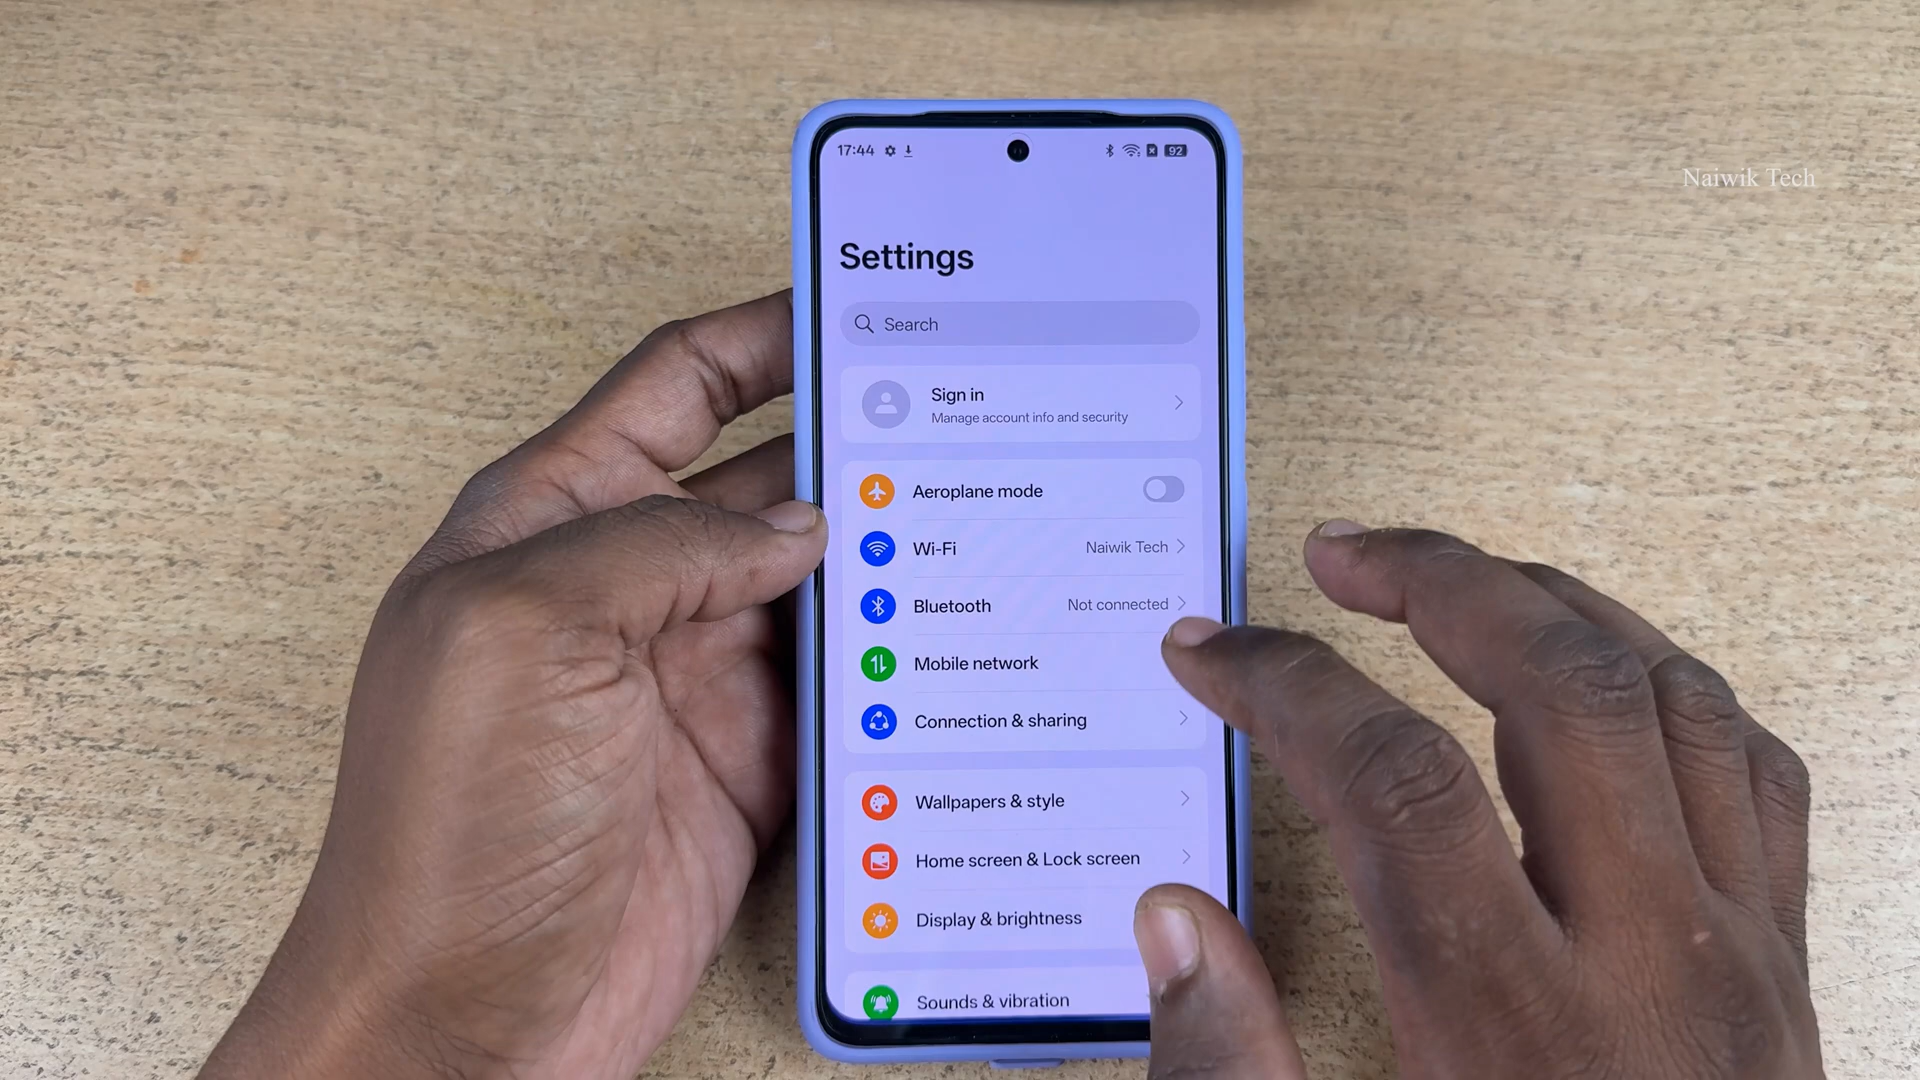 17:44
92
Naiwik Tech
Settings
Search
Sign in
Manage account info and security
Aeroplane mode
Wi-Fi Naiwik Tech
Bluetooth Not connected
Mobile network
Connection & sharing
Wallpapers & style
Home screen & Lock screen
Display & brightness
Sounds & vibration